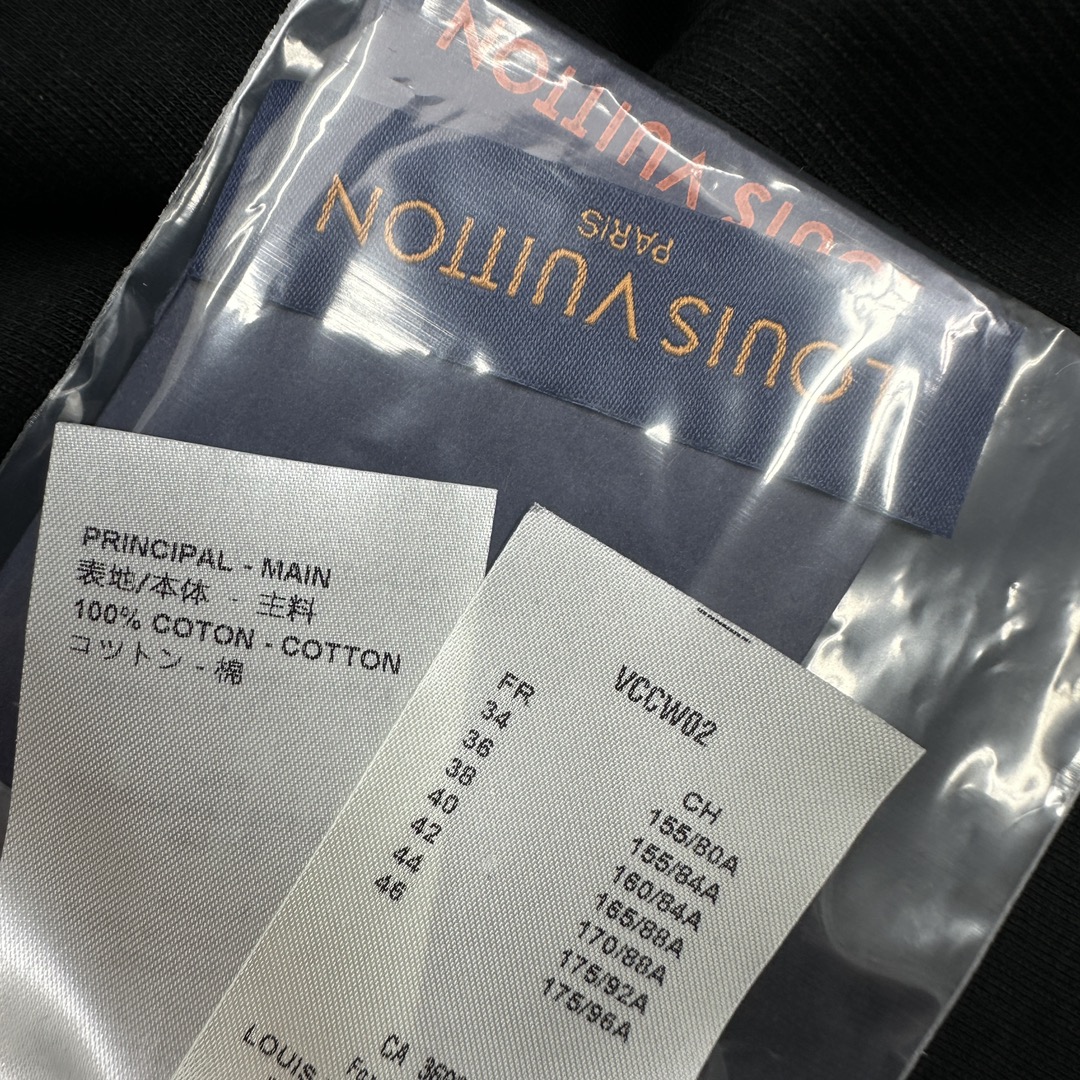 LOUIS VUITTON
LOUIS VUITTON
PARIS
PRINCIPAL - MAIN
表地/本体 - 主料
100% COTON - COTTON
コットン - 棉
VCCW02
FR CH
34 155/80A
36 155/84A
38 160/84A
40 165/88A
42 170/88A
44 175/92A
46 175/96A
LOUIS
CA